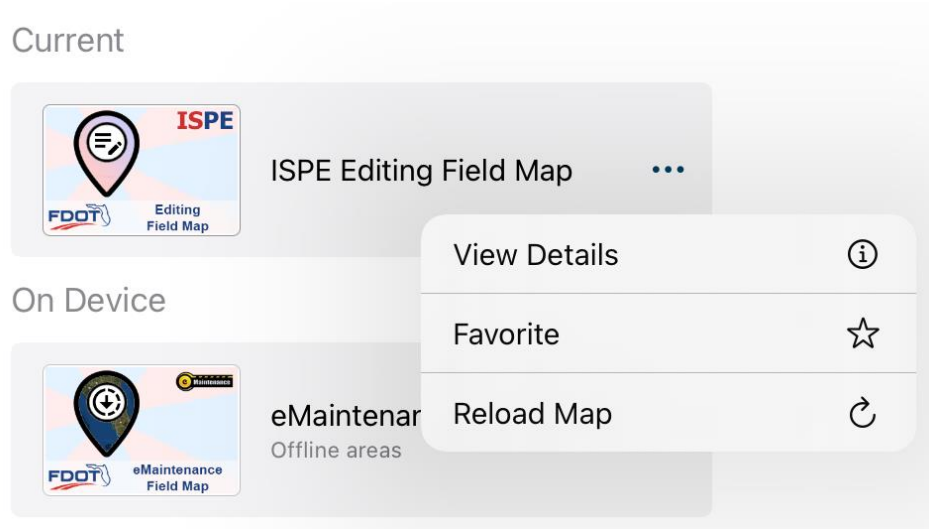 Current
ISPE
ISPE Editing Field Map
FDOT
Editing
Field Map
View Details
On Device
Favorite
e Maintenance
eMaintenar
Reload Map
Offline areas
FDOT
eMaintenance
Field Map